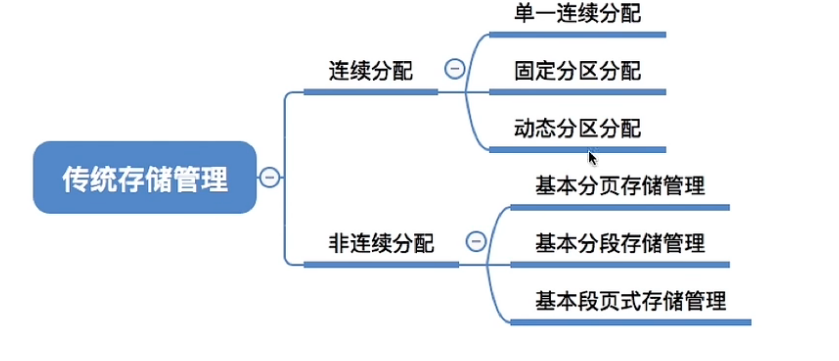 传统存储管理
连续分配
单一连续分配
固定分区分配
动态分区分配
非连续分配
基本分页存储管理
基本分段存储管理
基本段页式存储管理